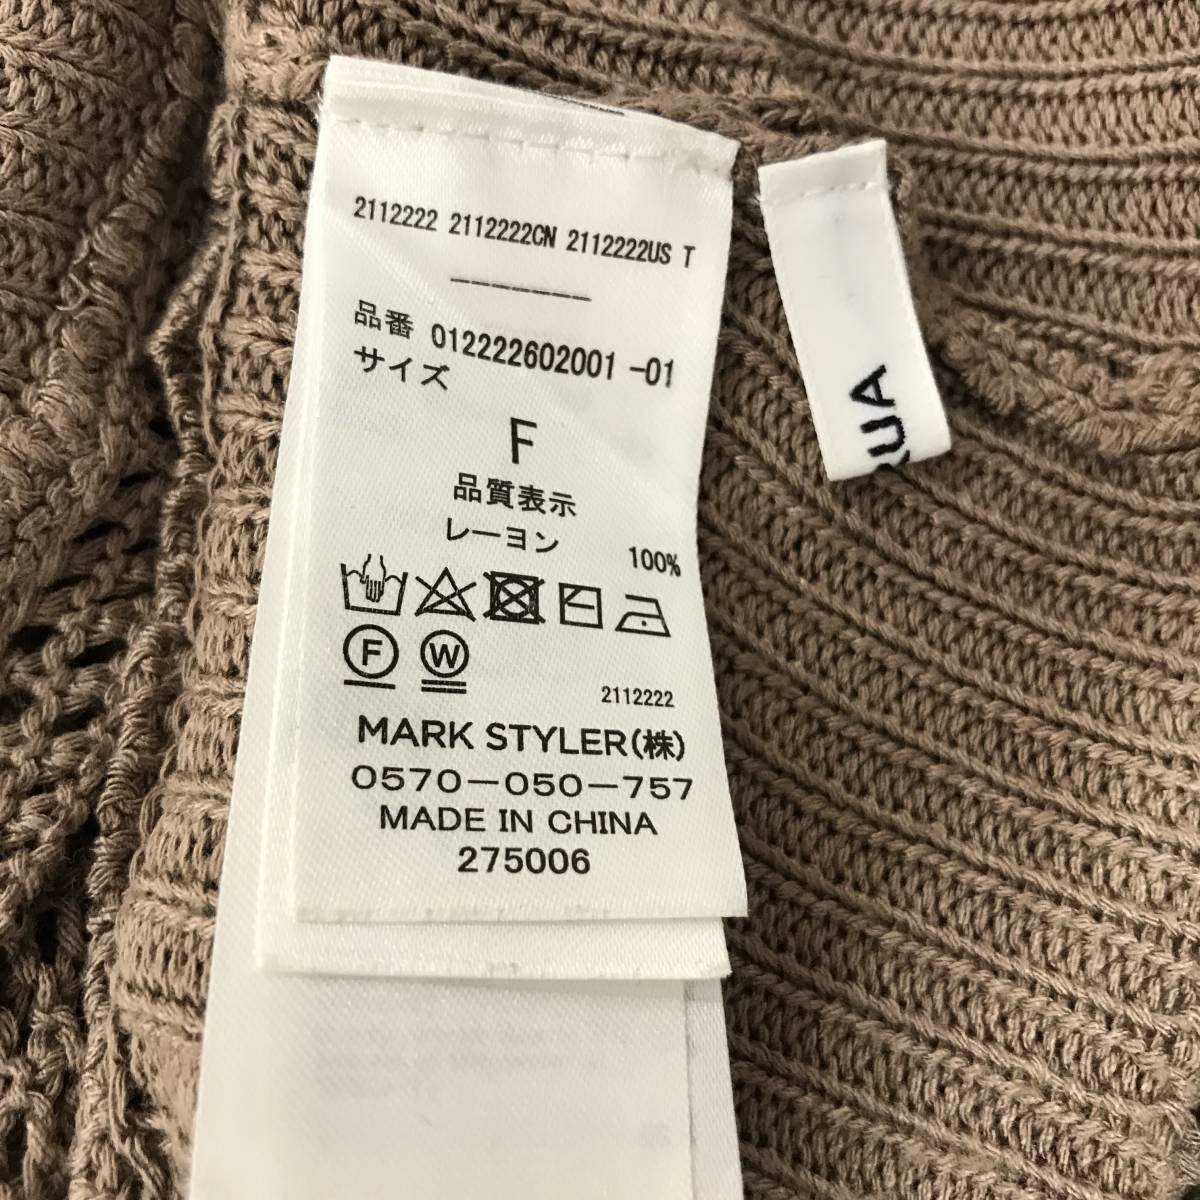 2112222 2112222CN 2112222US T
-------
品番 012222602001 -01
サイズ
F
品質表示
レーヨン 100%
F W
2112222
MARK STYLER(株)
0570-050-757
MADE IN CHINA
275006
QUA